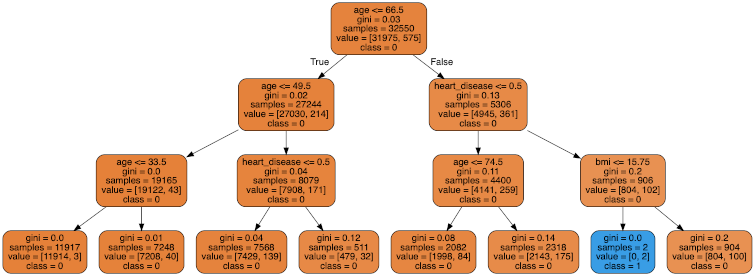 age <= 66.5
gini = 0.03
samples = 32550
value = [31975, 575]
class = 0
True
False
age <= 49.5
gini = 0.02
samples = 27244
value = [27030, 214]
class = 0
heart_disease <= 0.5
gini = 0.13
samples = 5306
value = [4945, 361]
class = 0
age <= 33.5
gini = 0.0
samples = 19165
value = [19122, 43]
class = 0
heart_disease <= 0.5
gini = 0.04
samples = 8079
value = [7908, 171]
class = 0
age <= 74.5
gini = 0.11
samples = 4400
value = [4141, 259]
class = 0
bmi <= 15.75
gini = 0.2
samples = 906
value = [804, 102]
class = 0
gini = 0.0
samples = 11917
value = [11914, 3]
class = 0
gini = 0.01
samples = 7248
value = [7208, 40]
class = 0
gini = 0.04
samples = 7568
value = [7429, 139]
class = 0
gini = 0.12
samples = 511
value = [479, 32]
class = 0
gini = 0.08
samples = 2082
value = [1998, 84]
class = 0
gini = 0.14
samples = 2318
value = [2143, 175]
class = 0
gini = 0.0
samples = 2
value = [0, 2]
class = 1
gini = 0.2
samples = 904
value = [804, 100]
class = 0